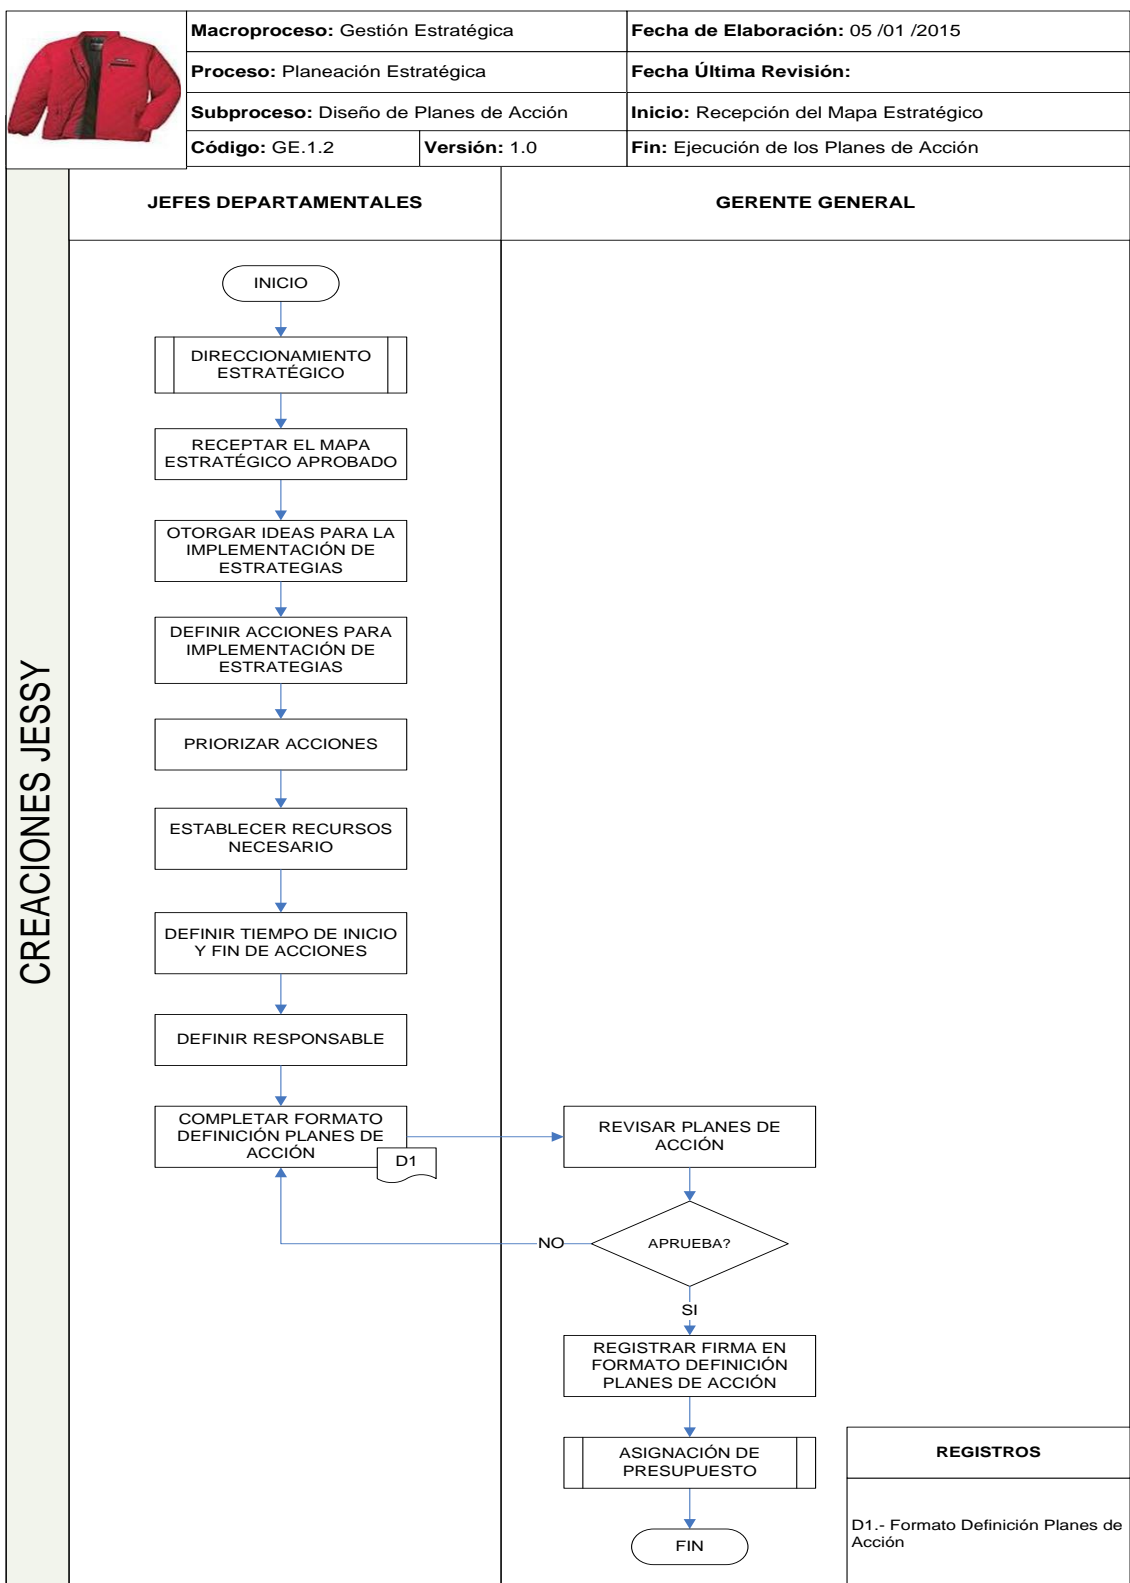 Macroproceso: Gestión Estratégica
Fecha de Elaboración: 05 /01 /2015
Proceso: Planeación Estratégica
Fecha Última Revisión:
Subproceso: Diseño de Planes de Acción
Inicio: Recepción del Mapa Estratégico
Código: GE.1.2
Versión: 1.0
Fin: Ejecución de los Planes de Acción
CREACIONES JESSY
JEFES DEPARTAMENTALES
GERENTE GENERAL
INICIO
DIRECCIONAMIENTO
ESTRATÉGICO
RECEPTAR EL MAPA
ESTRATÉGICO APROBADO
OTORGAR IDEAS PARA LA
IMPLEMENTACIÓN DE
ESTRATEGIAS
DEFINIR ACCIONES PARA
IMPLEMENTACIÓN DE
ESTRATEGIAS
PRIORIZAR ACCIONES
ESTABLECER RECURSOS
NECESARIO
DEFINIR TIEMPO DE INICIO
Y FIN DE ACCIONES
DEFINIR RESPONSABLE
COMPLETAR FORMATO
DEFINICIÓN PLANES DE
ACCIÓN
D1
REVISAR PLANES DE
ACCIÓN
APRUEBA?
NO
SI
REGISTRAR FIRMA EN
FORMATO DEFINICIÓN
PLANES DE ACCIÓN
ASIGNACIÓN DE
PRESUPUESTO
FIN
REGISTROS
D1.- Formato Definición Planes de
Acción